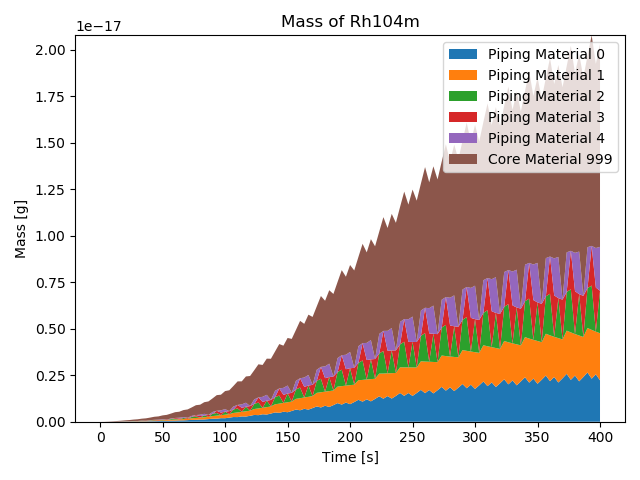 Mass of Rh104m
1e−17
2.00
1.75
1.50
1.25
1.00
0.75
0.50
0.25
0.00
Mass [g]
Piping Material 0
Piping Material 1
Piping Material 2
Piping Material 3
Piping Material 4
Core Material 999
0 50 100 150 200 250 300 350 400
Time [s]